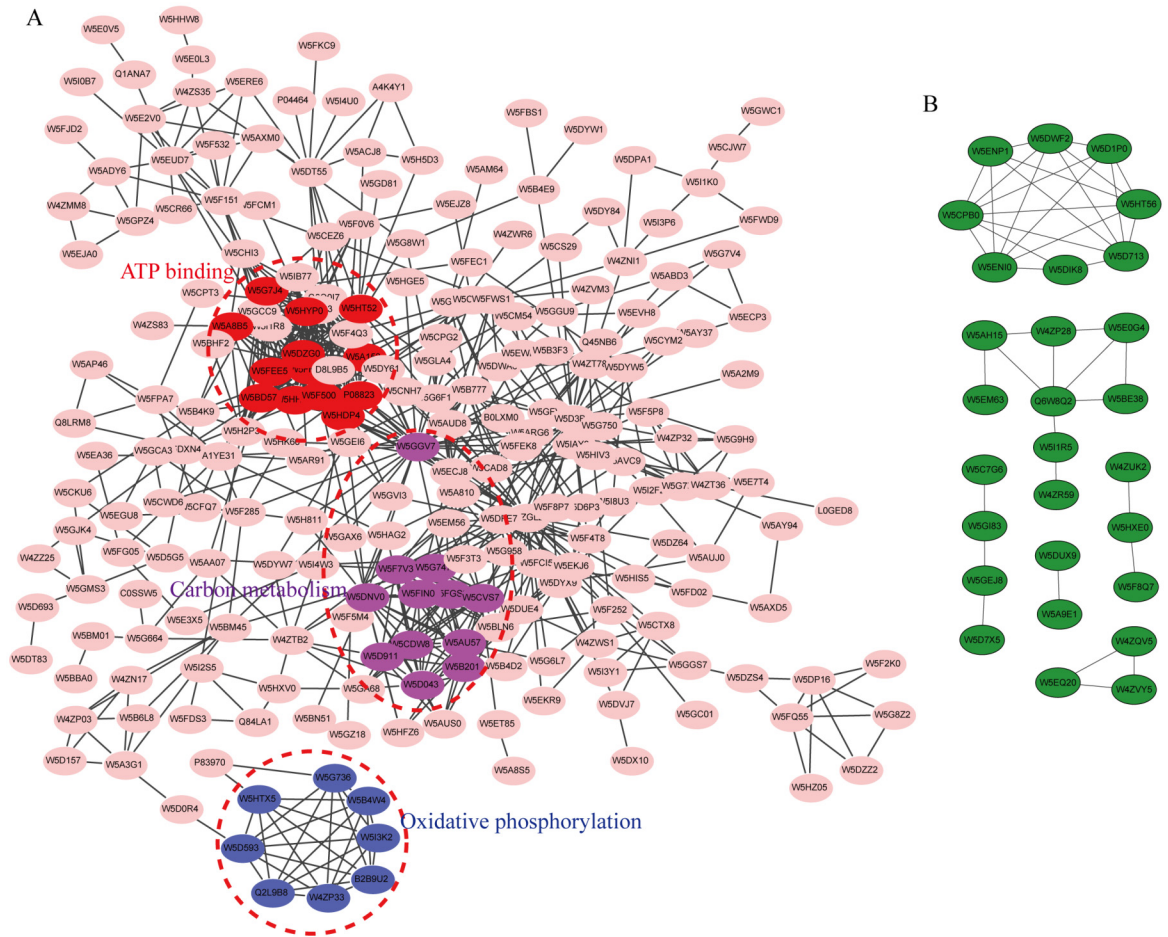 A
B
W5E0V5
W5HHW8
W5FKC9
W5I0B7
Q1ANA7
W5E0L3
W4ZS35
W5ERE6
P04464
W5I4U0
A4K4Y1
W5FBS1
W5GWC1
W5E2V0
W5FJD2
W5F532
W5AXM0
W5ACJ8
W5DYW1
W5CJW7
W5ADY6
W5EUD7
W5DT55
W5H5D3
W5AM64
W5DPA1
W5GD81
W5B4E9
W5I1K0
W4ZMM8
W5GPZ4
W5CR66
W5F151
W5FCM1
W5EJZ8
W5DY84
W5I3P6
W5FWD9
W5EJA0
W5CEZ6
W5F0V6
W5G8W1
W4ZWR6
W5CS29
W5CHI3
W5FEC1
W4ZNI1
W5G7V4
ATP binding
W5IB77
W5HGE5
W5ABD3
W5G7J4
W5CPT3
W5HT52
W5FWS1
W4ZVM3
W5GCC9
W5HYP0
W5GGU9
W5EVH8
W5ECP3
W4ZS83
W5A8B5
W5F4Q3
W5CM54
W5AY37
W5BHF2
W5CPG2
Q45NB6
W5CYM2
W5DZG0
W5B3F3
W5AP46
W5FEE5
D8L9B5
W5DY61
W5GLA4
W4ZT78
W5DYW5
W5FPA7
W5BD57
W5F500
P08823
W5CNH7
W5B777
W5A2M9
W5B4K9
W5HDP4
W5G6F1
B0LXM0
W5F5P8
Q8LRM8
W5H2P3
W5AUD8
W5G750
W5GCA3
A1YE31
W5GEI6
W5GGV7
W5FEK8
W5HIV3
W4ZP32
W5G9H9
W5EA36
W5AR91
W5ECJ8
W5CAD8
W5CKU6
W5CWD6
W5CFQ7
W5GVI3
W5A810
W4ZT36
W5E7T4
W5EGU8
W5F285
W5H811
W5EM56
W5F8P7
L0GED8
W5GJK4
W5HAG2
W5AY94
W4ZZ25
W5FG05
W5D5G5
W5GAX6
W5G958
W5F4T8
W5DZ64
W5AUJ0
W5AA07
W5DYW7
W5I4W3
W5F3T3
W5EKJ6
W5GMS3
C0SSW5
Carbon metabolism
W5F7V3
W5DYX9
W5HIS5
W5D693
W5E3X5
W5DNV0
W5FIN0
W5CVS7
W5FD02
W5AXD5
W5G664
W5BM45
W5F5M4
W5DUE4
W5F252
W5DT83
W5BM01
W4ZTB2
W5CDW8
W5AU57
W5BLN6
W5CTX8
W5BBA0
W5D911
W5B201
W4ZWS1
W5I2S5
W5B4D2
W5G6L7
W5GGS7
W4ZN17
W5HXV0
W5GA68
W5D043
W5I3Y1
W5DZS4
W5DP16
W5F2K0
W4ZP03
W5B6L8
W5FDS3
Q84LA1
W5BN51
W5EKR9
W5DVJ7
W5GC01
W5FQ55
W5G8Z2
W5GZ18
W5HFZ6
W5AUS0
W5ET85
W5D157
W5A3G1
P83970
W5A8S5
W5DX10
W5DZZ2
W5HZ05
W5G736
W5HTX5
W5B4W4
W5D0R4
Oxidative phosphorylation
W5I3K2
W5D593
B2B9U2
Q2L9B8
W4ZP33
W5DWF2
W5ENP1
W5D1P0
W5CPB0
W5HT56
W5ENI0
W5DIK8
W5D713
W5AH15
W4ZP28
W5E0G4
W5EM63
Q6W8Q2
W5BE38
W5I1R5
W5C7G6
W4ZUK2
W4ZR59
W5GI83
W5HXE0
W5DUX9
W5GEJ8
W5F8Q7
W5A9E1
W5D7X5
W4ZQV5
W5EQ20
W4ZVY5